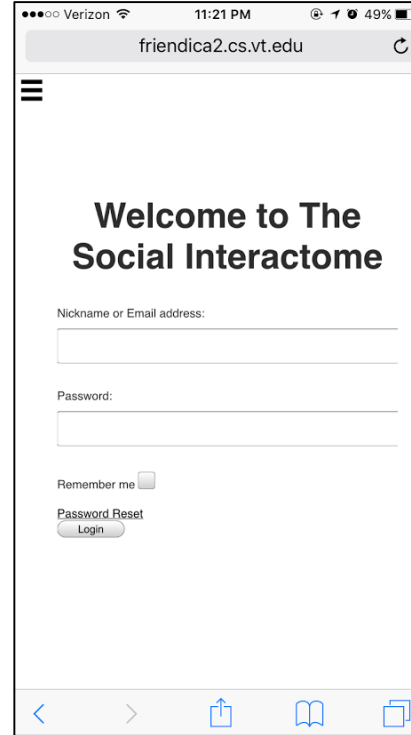 Verizon 11:21 PM 49%
friendica2.cs.vt.edu
Welcome to The
Social Interactome
Nickname or Email address:
Password:
Remember me
Password Reset
Login